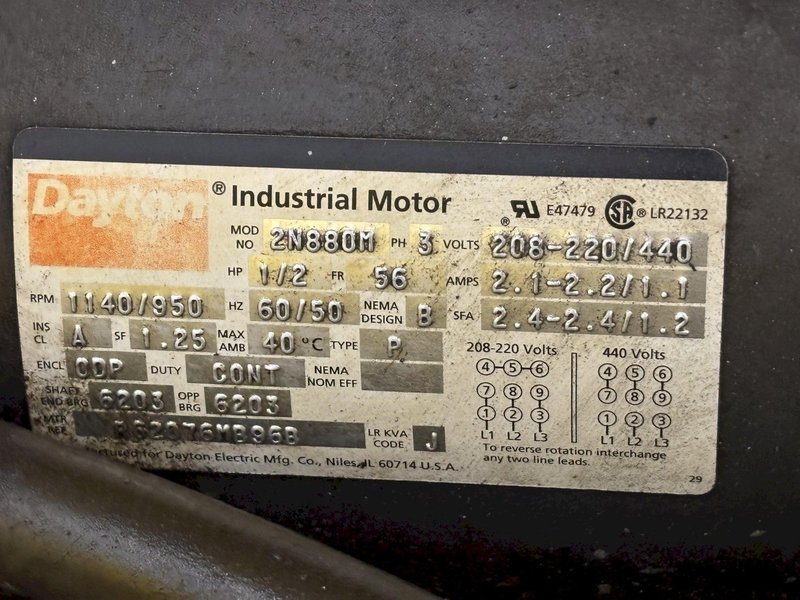 Dayton® Industrial Motor
® E47479 ® LR22132
MOD NO 2N880M PH 3 VOLTS 208-220/440
HP 1/2 FR 56 AMPS 2.1-2.2/1.1
RPM 1140/950 HZ 60/50 NEMA DESIGN B SFA 2.4-2.4/1.2
INS CL A SF 1.25 MAX AMB 40 °C TYPE P
ENCL ODP DUTY CONT NEMA NOM EFF
SHAFT END BRG 6203 OPP BRG 6203
MTR REF LR KVA CODE J
for Dayton Electric Mfg. Co., Niles, IL 60714 U.S.A.
208-220 Volts
4-5-6
7 8 9
1 2 3
L1 L2 L3
440 Volts
4 5 6
7 8 9
1 2 3
L1 L2 L3
To reverse rotation interchange
any two line leads.
29